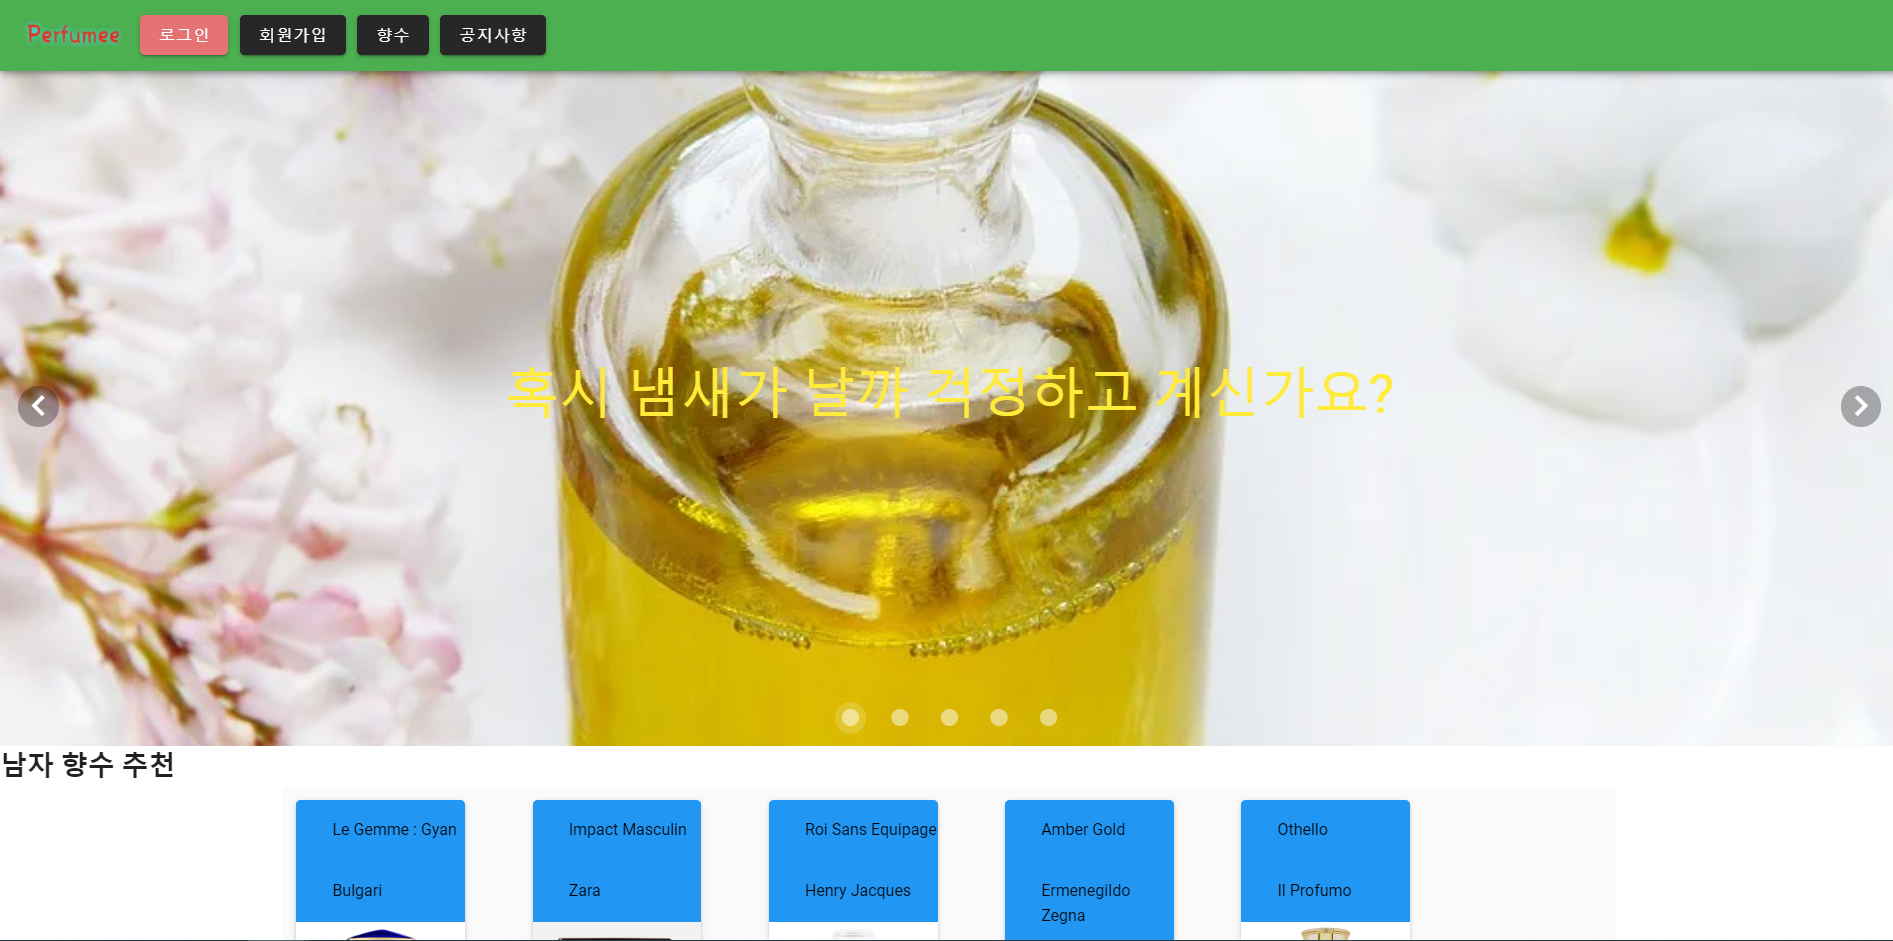 Perfumee 로그인 회원가입 향수 공지사항
혹시 냄새가 날까 걱정하고 계신가요?
남자 향수 추천
Le Gemme : Gyan
Bulgari
Impact Masculin
Zara
Roi Sans Equipage
Henry Jacques
Amber Gold
Ermenegildo
Zegna
Othello
Il Profumo